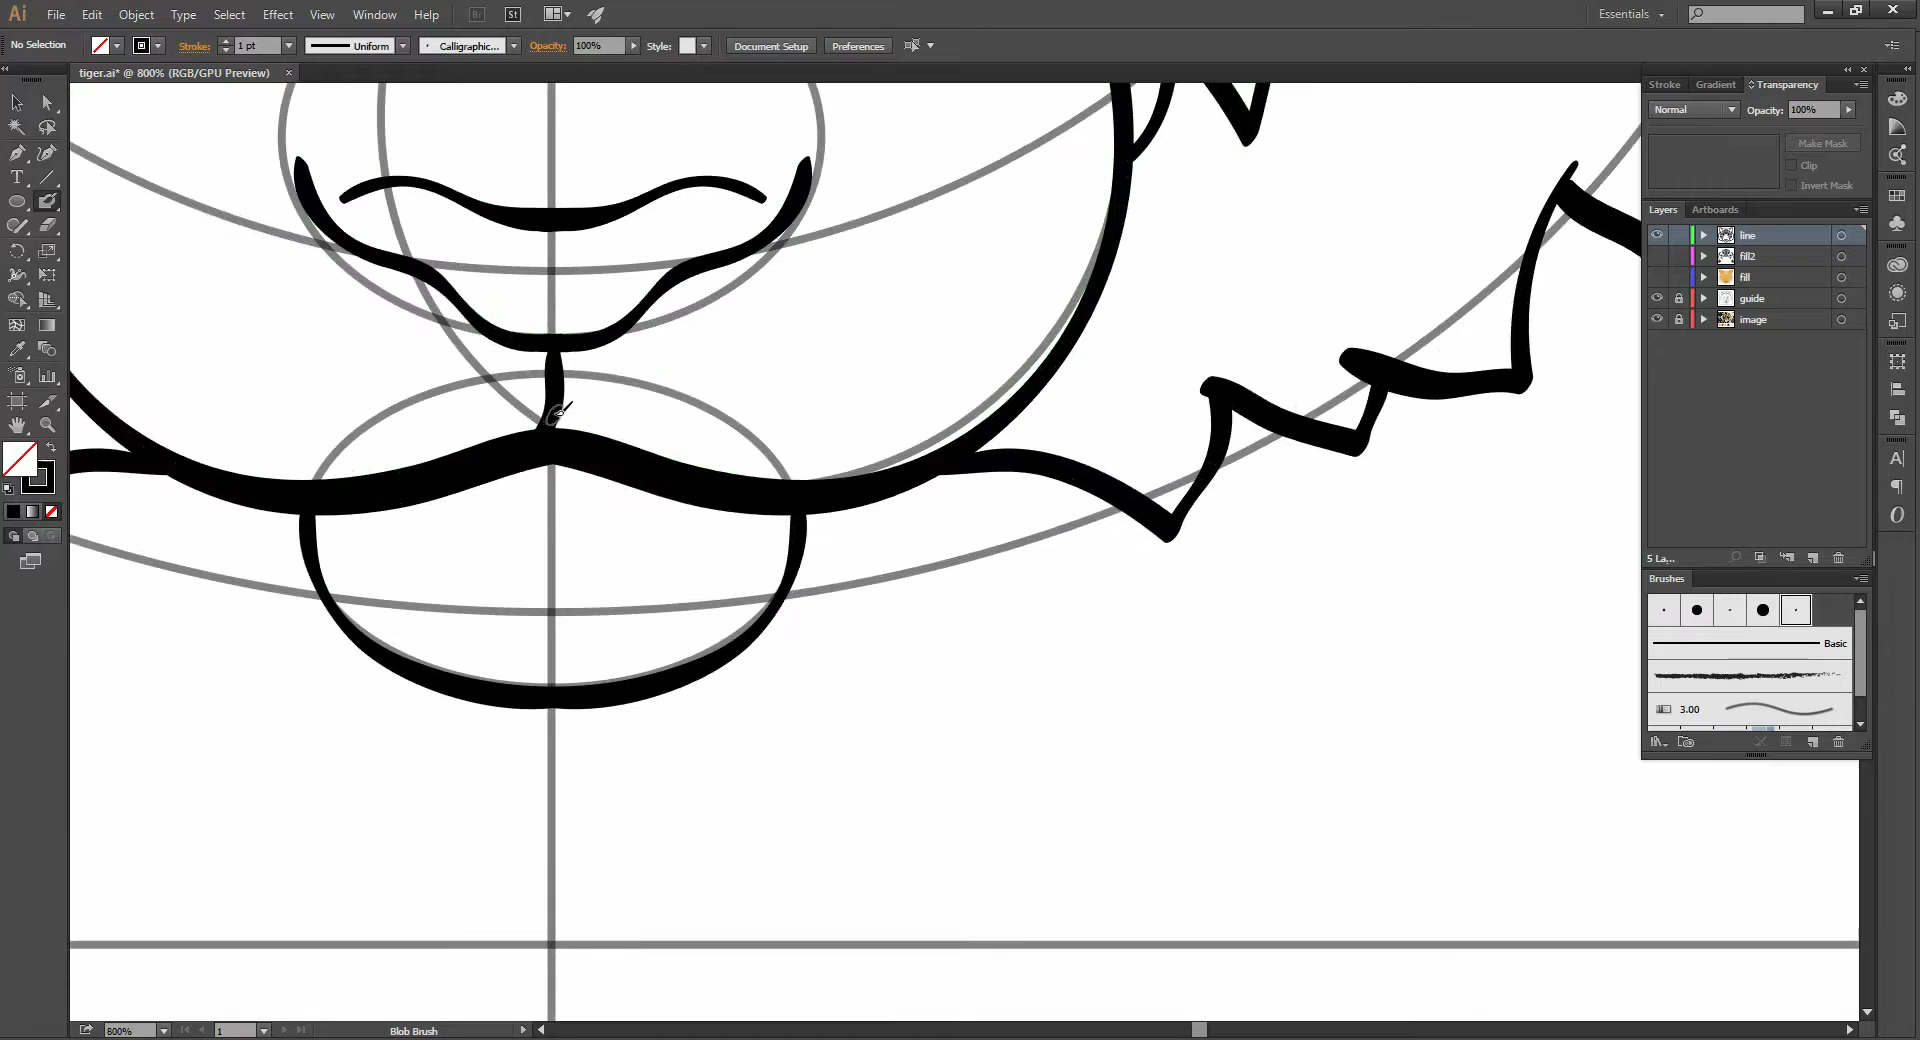 Ai File Edit Object Type Select Effect View Window Help Br St Essentials
No Selection Stroke: 1 pt Uniform Calligraphic... Opacity: 100% Style: Document Setup Preferences
tiger.ai* @ 800% (RGB/GPU Preview)
Stroke Gradient Transparency
Normal Opacity: 100%
Make Mask
Clip
Invert Mask
Layers Artboards
line
fill2
fill
guide
image
5 La...
Brushes
Basic
3.00
800% 1 Blob Brush